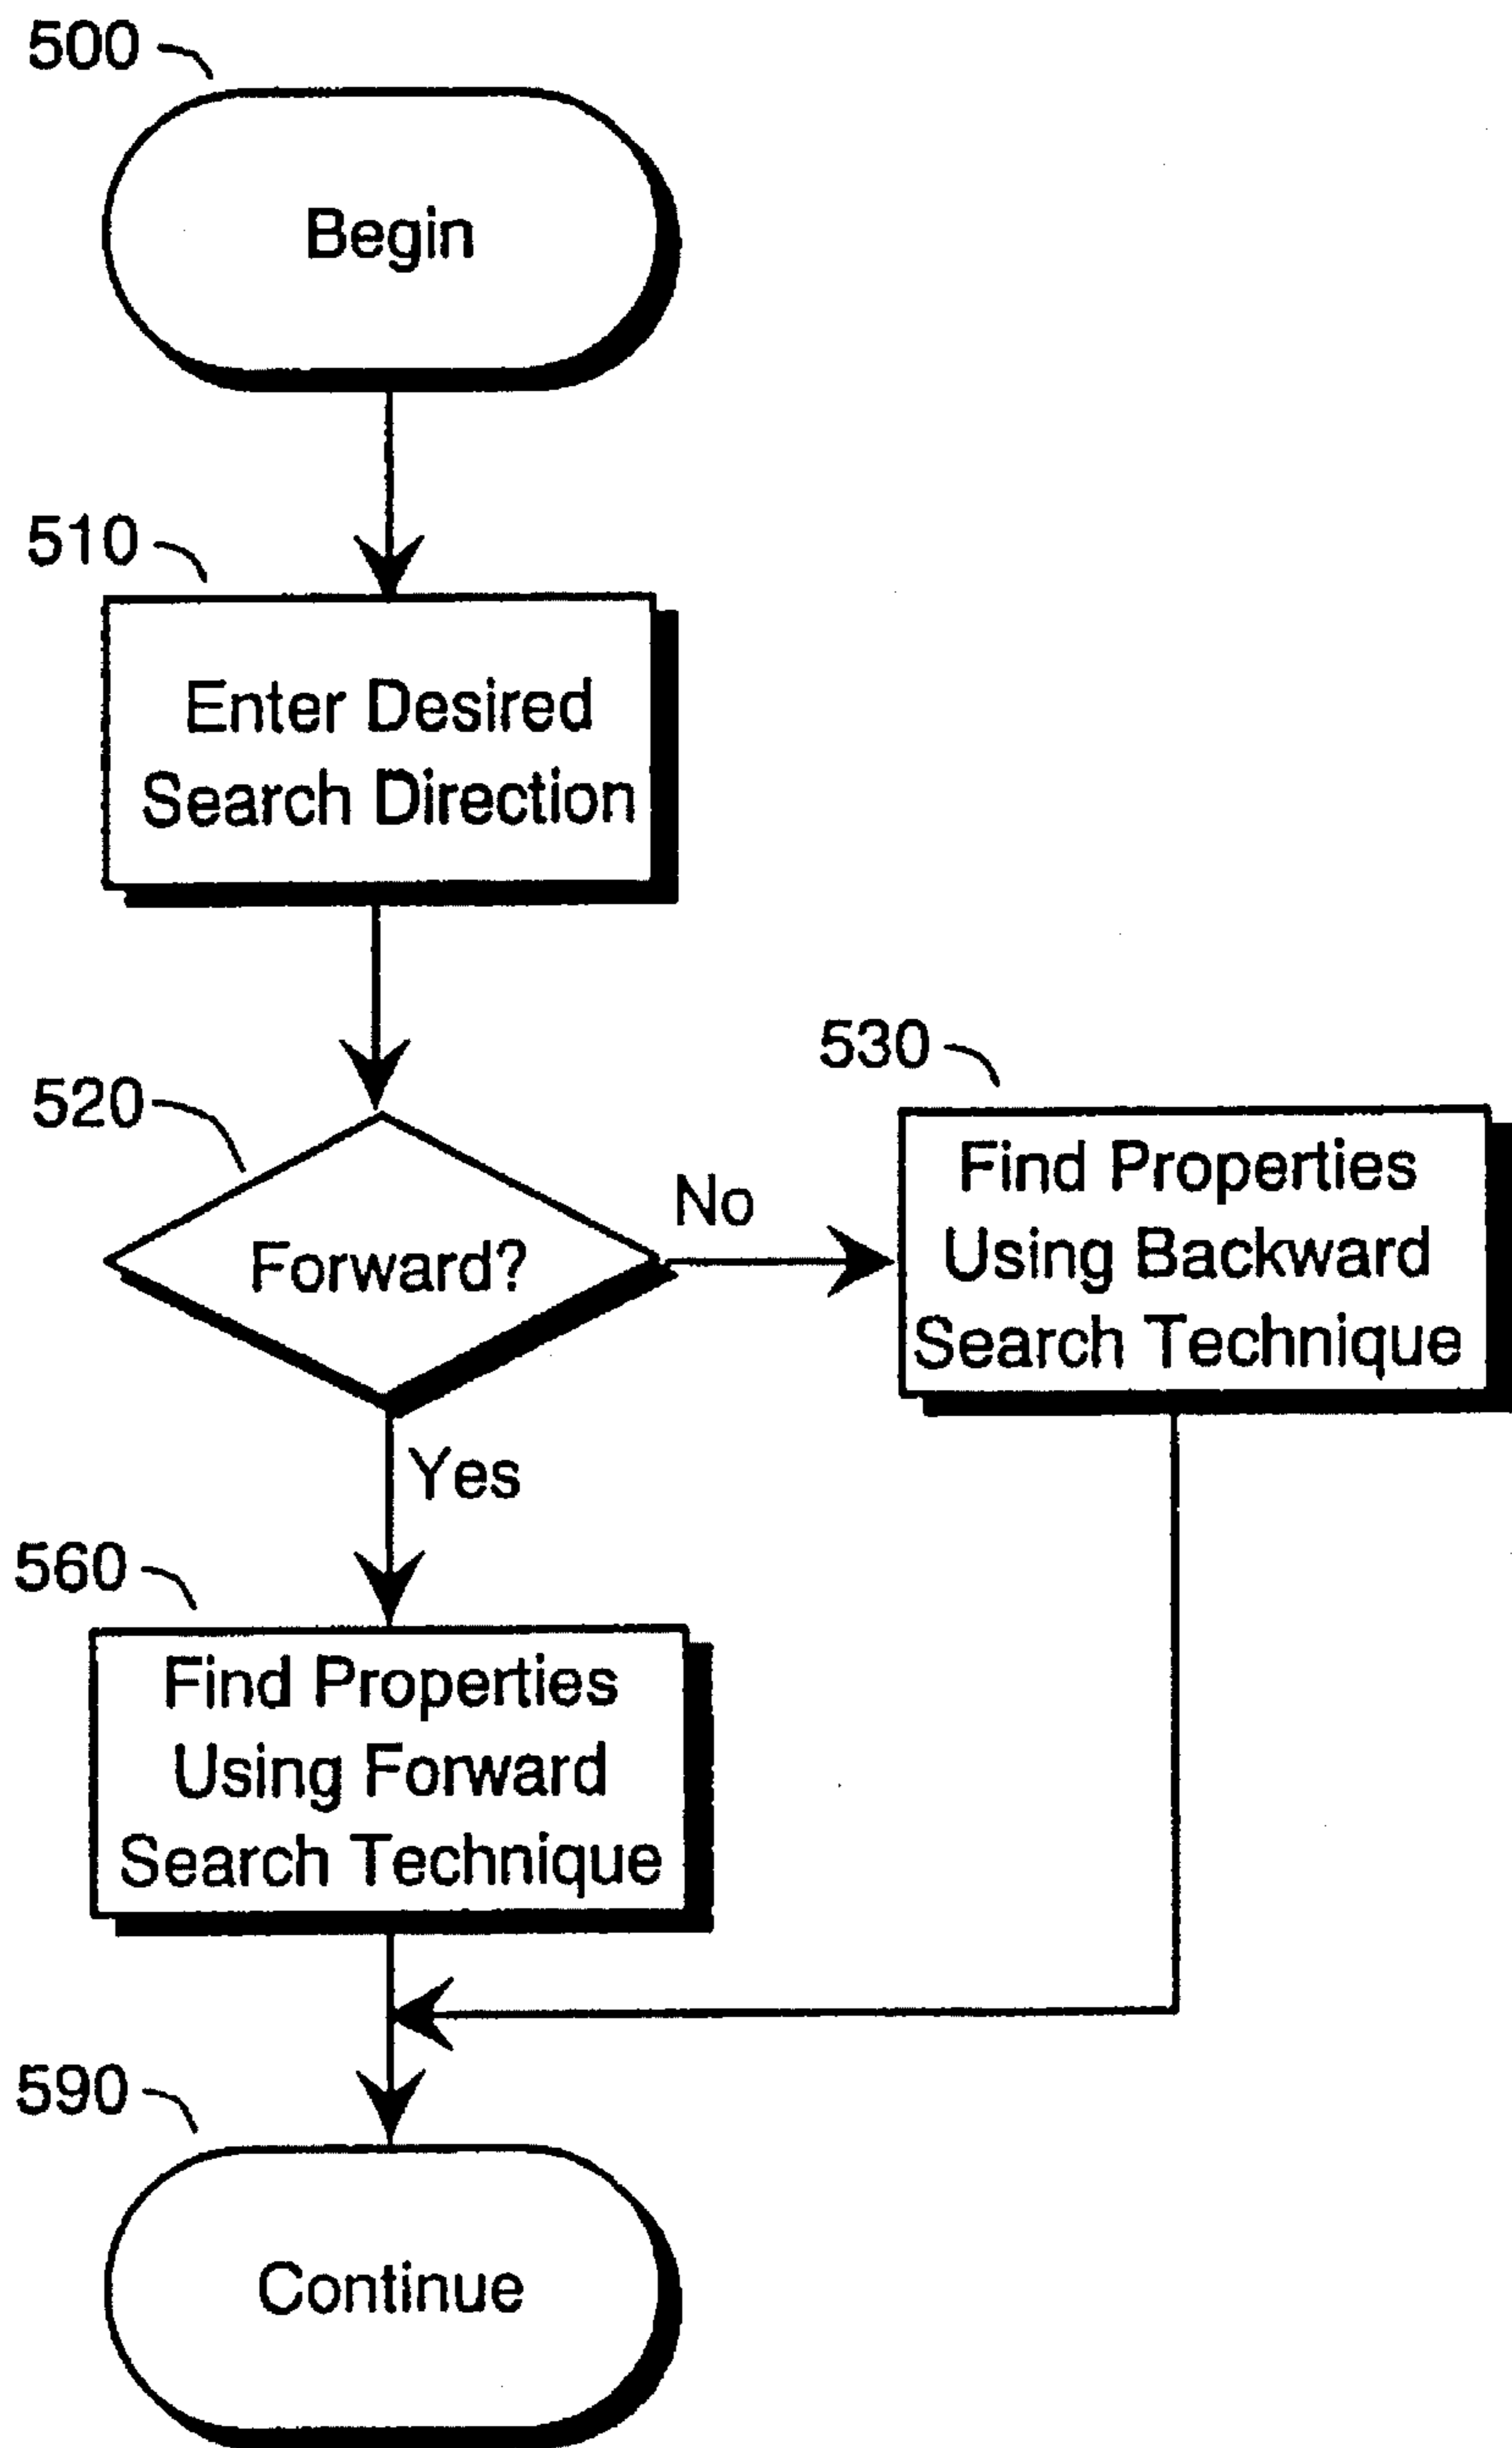 500
Begin
510
Enter Desired
Search Direction
520
Forward?
No
530
Find Properties
Using Backward
Search Technique
Yes
560
Find Properties
Using Forward
Search Technique
590
Continue